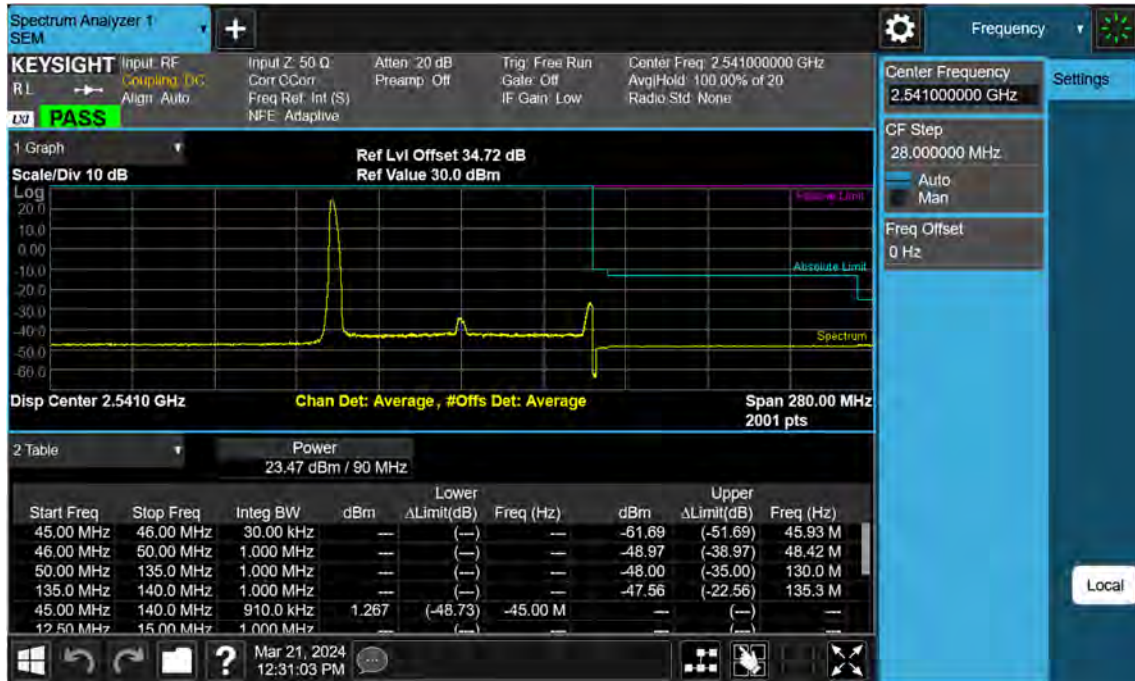 Spectrum Analyzer 1
SEM
Frequency
KEYSIGHT Input: RF Input Z: 50 Ω Atten: 20 dB Trig: Free Run Center Freq: 2.541000000 GHz
RL Coupling: DC Corr CCorr Preamp: Off Gate: Off Avg|Hold: 100.00% of 20
Align: Auto Freq Ref: Int (S) IF Gain: Low Radio Std: None
LXI PASS NFE: Adaptive
Center Frequency
2.541000000 GHz
Settings
CF Step
28.000000 MHz
Auto
Man
Freq Offset
0 Hz
1 Graph
Ref Lvl Offset 34.72 dB
Scale/Div 10 dB Ref Value 30.0 dBm
Log
20.0
10.0
0.00
-10.0
-20.0
-30.0
-40.0
-50.0
-60.0
Relative Limit
Absolute Limit
Spectrum
Disp Center 2.5410 GHz Chan Det: Average, #Offs Det: Average Span 280.00 MHz
2001 pts
2 Table
Power
23.47 dBm / 90 MHz
Lower Upper
Start Freq Stop Freq Integ BW dBm ΔLimit(dB) Freq (Hz) dBm ΔLimit(dB) Freq (Hz)
45.00 MHz 46.00 MHz 30.00 kHz --- (---) --- -61.69 (-51.69) 45.93 M
46.00 MHz 50.00 MHz 1.000 MHz --- (---) --- -48.97 (-38.97) 48.42 M
50.00 MHz 135.0 MHz 1.000 MHz --- (---) --- -48.00 (-35.00) 130.0 M
135.0 MHz 140.0 MHz 1.000 MHz --- (---) --- -47.56 (-22.56) 135.3 M
45.00 MHz 140.0 MHz 910.0 kHz 1.267 (-48.73) -45.00 M --- (---) ---
12.50 MHz 15.00 MHz 1.000 MHz --- (---) --- --- (---) ---
Local
? Mar 21, 2024
12:31:03 PM